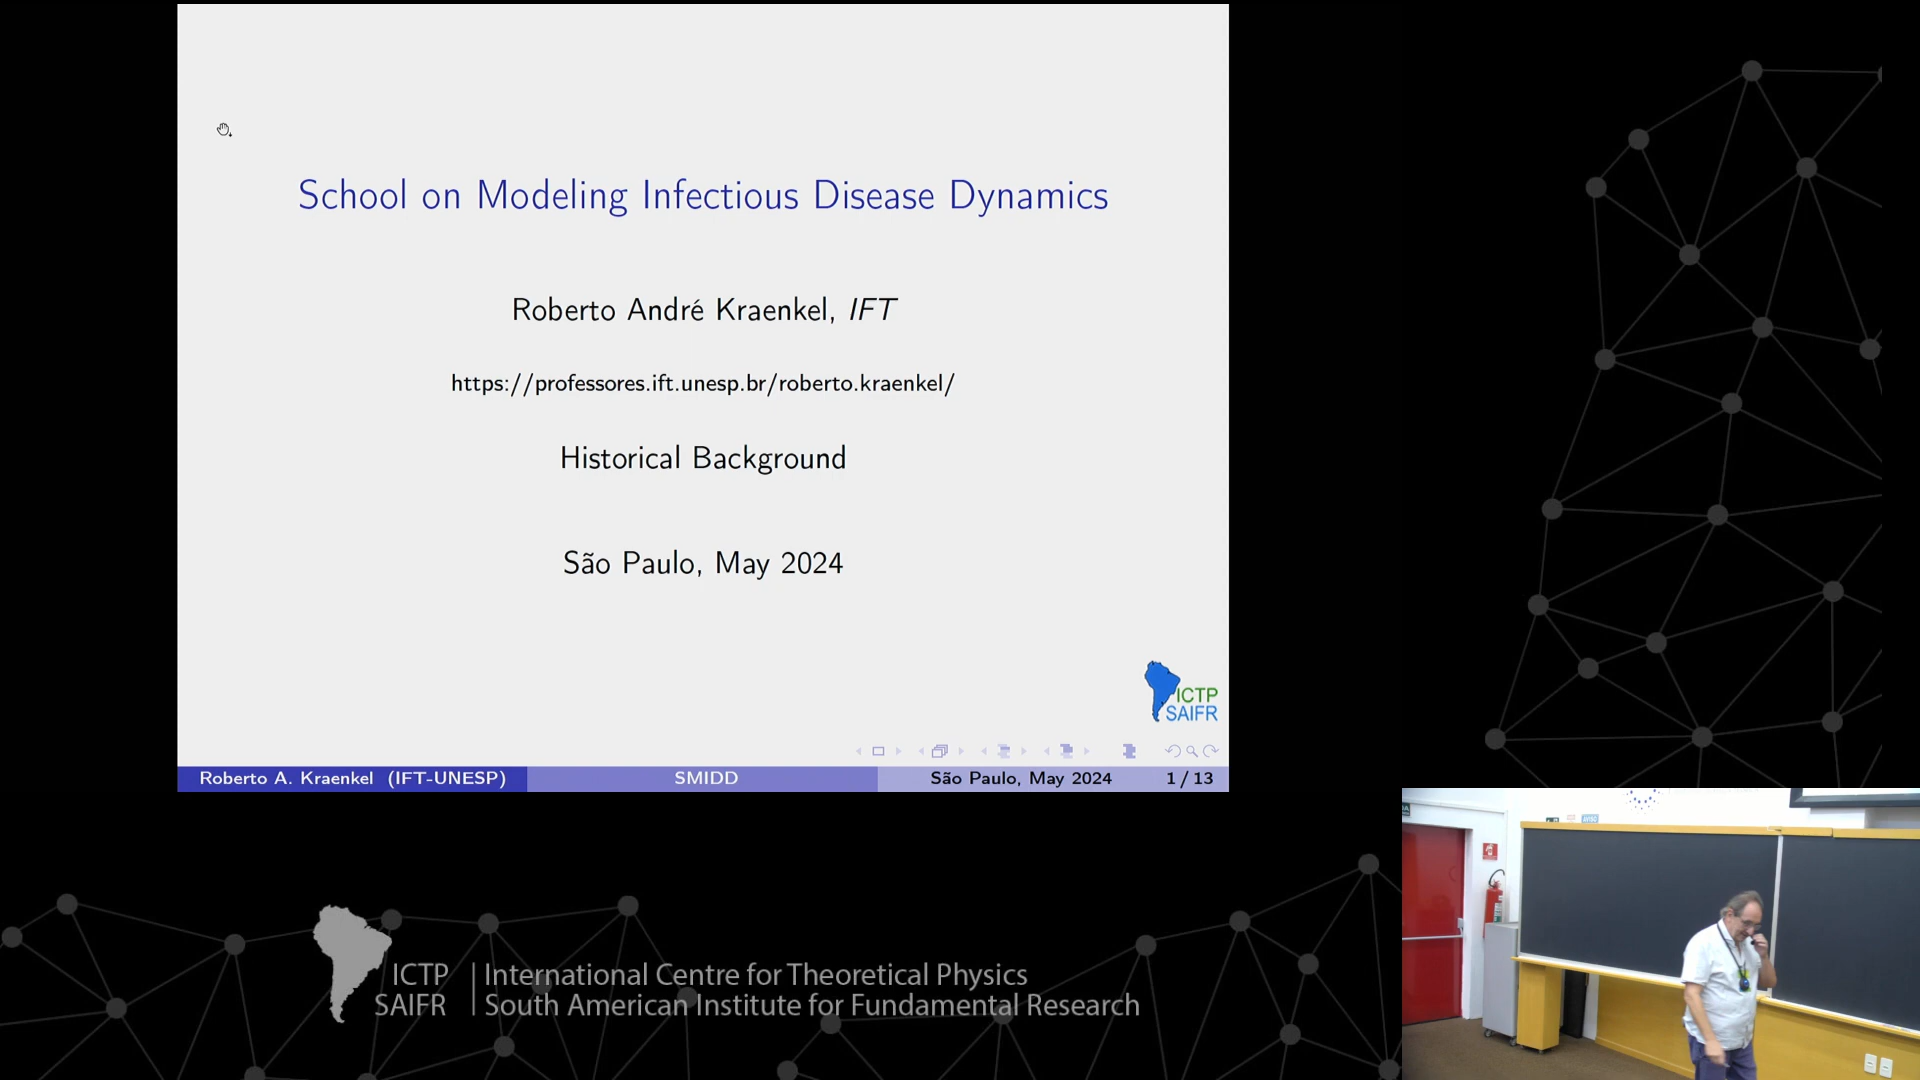 School on Modeling Infectious Disease Dynamics
Roberto André Kraenkel, IFT
https://professores.ift.unesp.br/roberto.kraenkel/
Historical Background
São Paulo, May 2024
ICTP
SAIFR
Roberto A. Kraenkel (IFT-UNESP) SMIDD São Paulo, May 2024 1 / 13
ICTP
SAIFR
International Centre for Theoretical Physics
South American Institute for Fundamental Research
AVISO